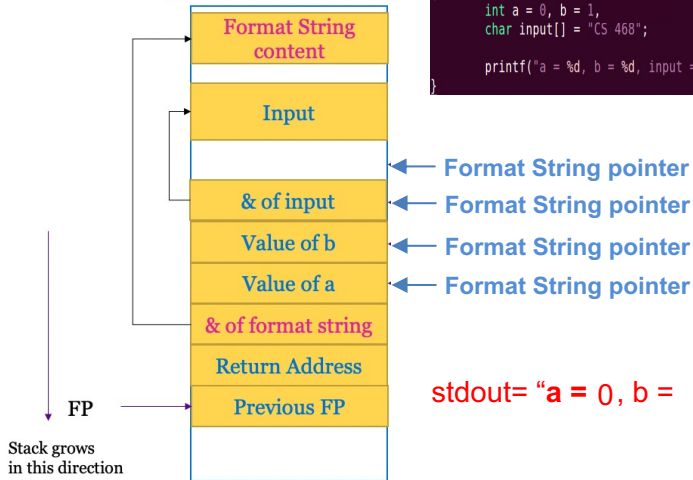 int a = 0, b = 1,
char input[] = "CS 468";
printf("a = %d, b = %d, input =
}
Format String
content
Input
Format String pointer
& of input
Format String pointer
Value of b
Format String pointer
Value of a
Format String pointer
& of format string
Return Address
FP
Previous FP
stdout= “a = 0, b =
Stack grows
in this direction